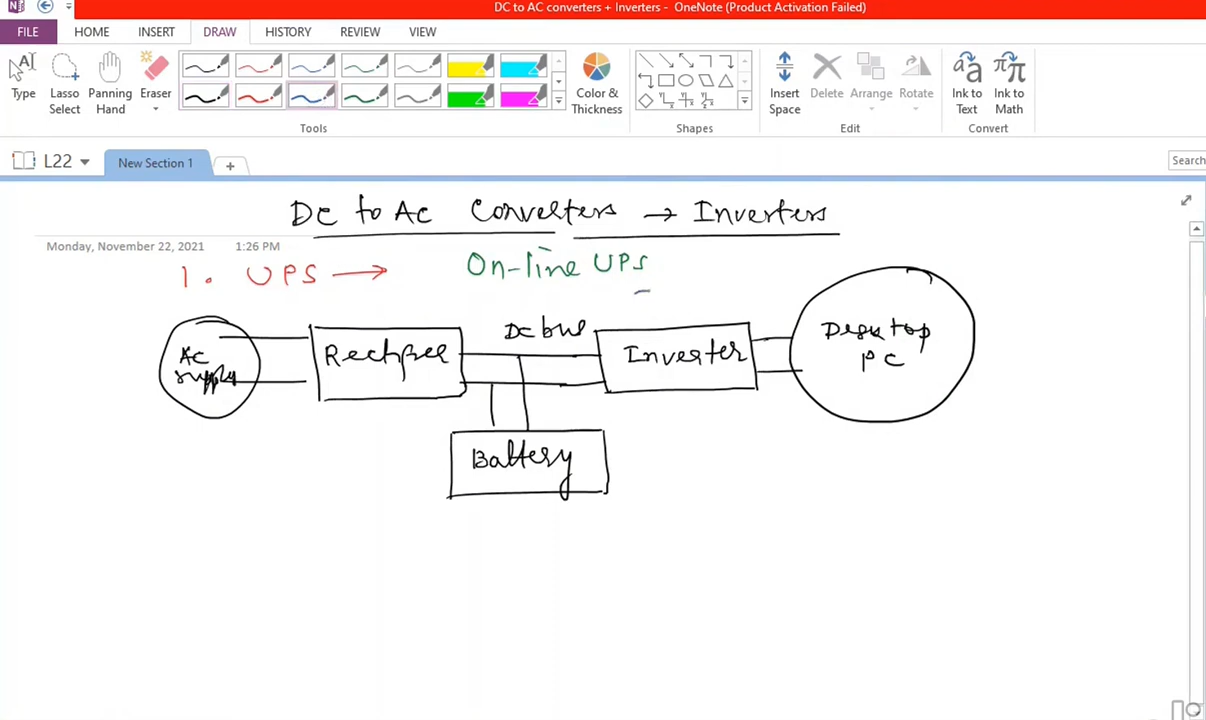 DC to AC converters + Inverters - OneNote (Product Activation Failed)
FILE HOME INSERT DRAW HISTORY REVIEW VIEW
Type Lasso Select Panning Hand Eraser Color & Thickness Insert Space Delete Arrange Rotate Ink to Text Ink to Math
Tools Shapes Edit Convert
L22 New Section 1 + Search
DC to AC Converters → Inverters
Monday, November 22, 2021 1:26 PM
1. UPS → On-line UPS
AC supply
DC bus
Inverter
Desktop PC
Battery